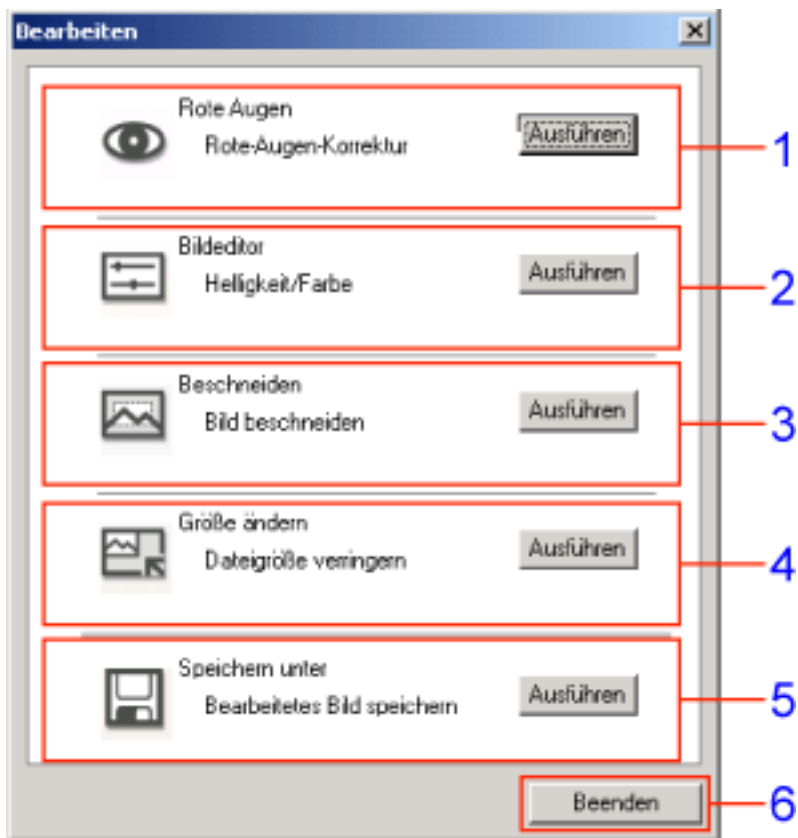 Bearbeiten
Rote Augen
Rote-Augen-Korrektur
Ausführen
1
Bildeditor
Helligkeit/Farbe
Ausführen
2
Beschneiden
Bild beschneiden
Ausführen
3
Größe ändern
Dateigröße verringern
Ausführen
4
Speichern unter
Bearbeitetes Bild speichern
Ausführen
5
Beenden
6